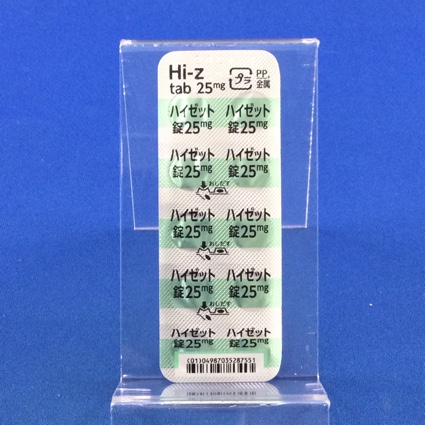 Hi-z
tab 25mg
プラ
PP,
金属
ハイゼット ハイゼット
錠25mg 錠25mg
ハイゼット ハイゼット
錠25mg 錠25mg
おしだす
ハイゼット ハイゼット
錠25mg 錠25mg
おしだす
ハイゼット ハイゼット
錠25mg 錠25mg
おしだす
ハイゼット ハイゼット
錠25mg 錠25mg
(01)04987035287551